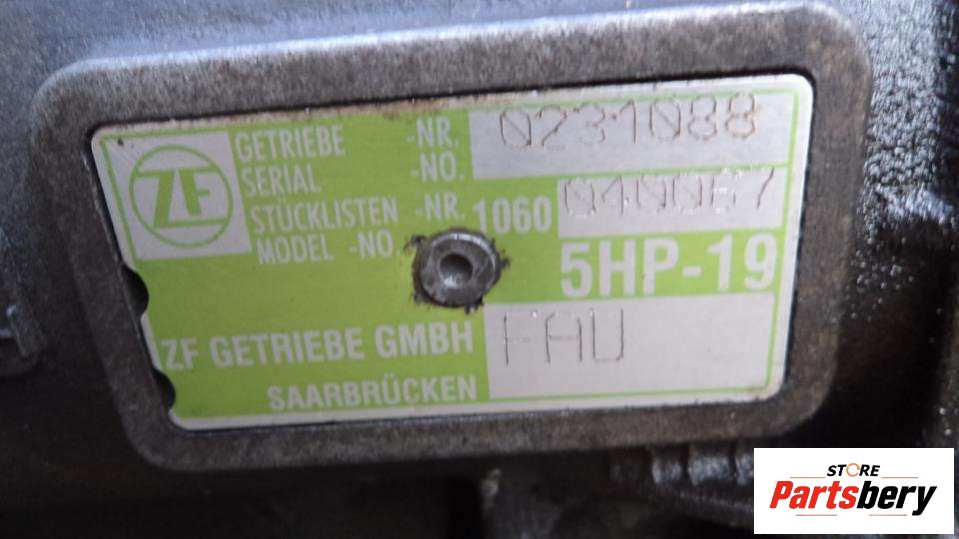 ZF
GETRIEBE -NR. 0231088
SERIAL -NO.
STÜCKLISTEN -NR. 1060 040067
MODEL -NO.
5HP-19
ZF GETRIEBE GMBH FAU
SAARBRÜCKEN
STORE
Partsbery